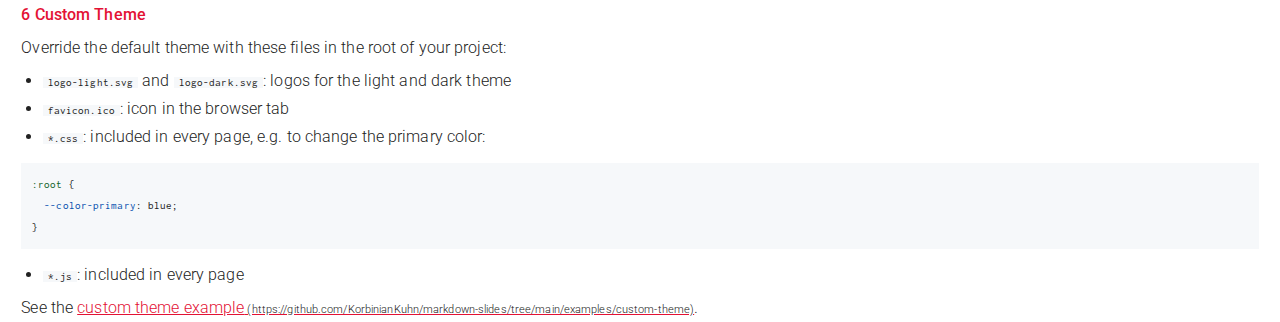 6 Custom Theme
Override the default theme with these files in the root of your project:
• logo-light.svg and logo-dark.svg : logos for the light and dark theme
• favicon.ico : icon in the browser tab
• *.css : included in every page, e.g. to change the primary color:
:root {
  --color-primary: blue;
}
• *.js : included in every page
See the custom theme example (https://github.com/KorbinianKuhn/markdown-slides/tree/main/examples/custom-theme).